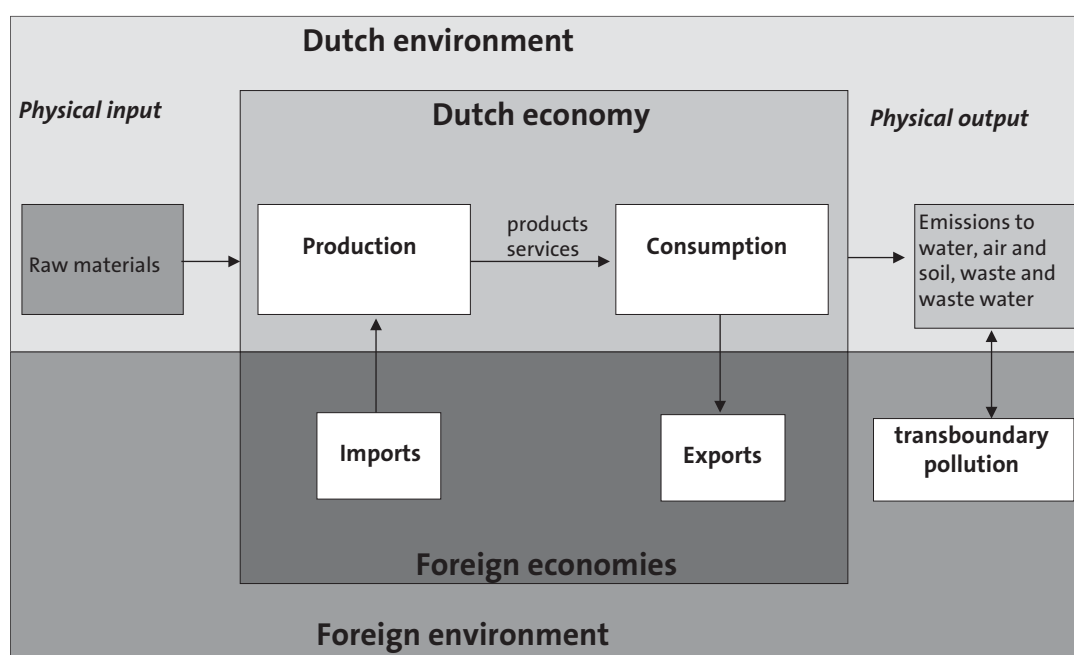 Dutch environment
Physical input
Dutch economy
Physical output
Raw materials
Production
products
services
Consumption
Emissions to
water, air and
soil, waste and
waste water
Imports
Exports
transboundary
pollution
Foreign economies
Foreign environment